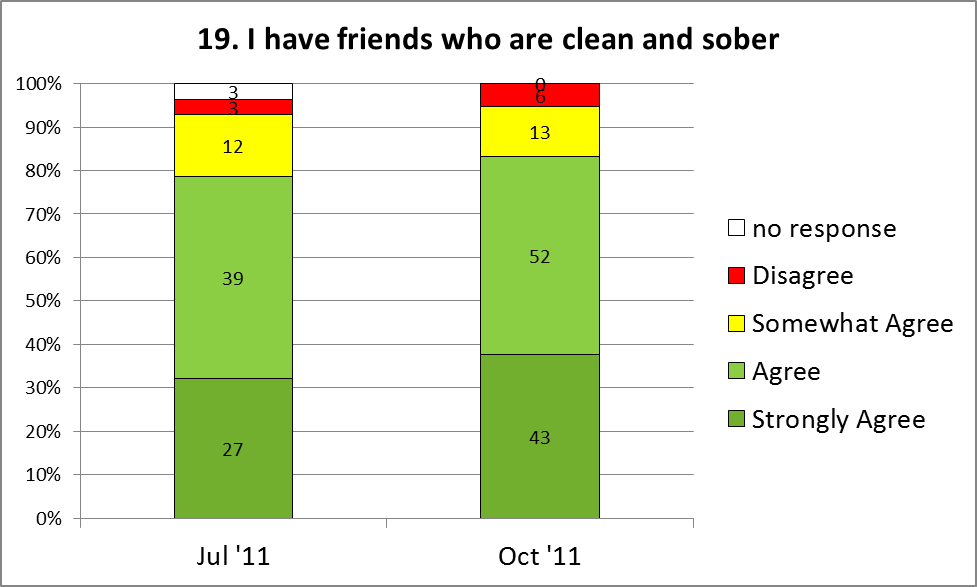 19. I have friends who are clean and sober
100%
90%
80%
70%
60%
50%
40%
30%
20%
10%
0%
3
3
12
39
27
0
6
13
52
43
Jul '11
Oct '11
no response
Disagree
Somewhat Agree
Agree
Strongly Agree